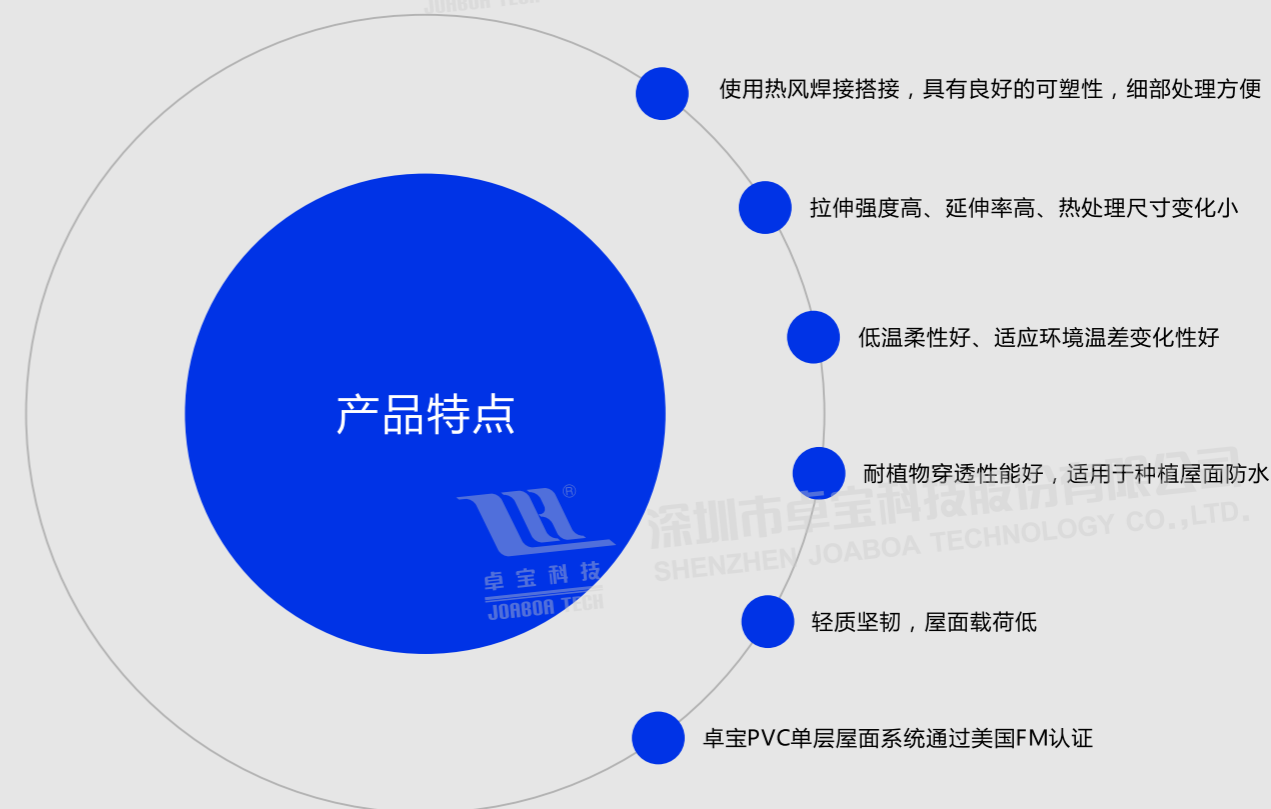 JOABOA TECH
使用热风焊接搭接，具有良好的可塑性，细部处理方便
拉伸强度高、延伸率高、热处理尺寸变化小
低温柔性好、适应环境温差变化性好
产品特点
耐植物穿透性能好，适用于种植屋面防水
®
深圳市卓宝科技股份有限公司
SHENZHEN JOABOA TECHNOLOGY CO.,LTD.
卓宝科技
JOABOA TECH
轻质坚韧，屋面载荷低
卓宝PVC单层屋面系统通过美国FM认证